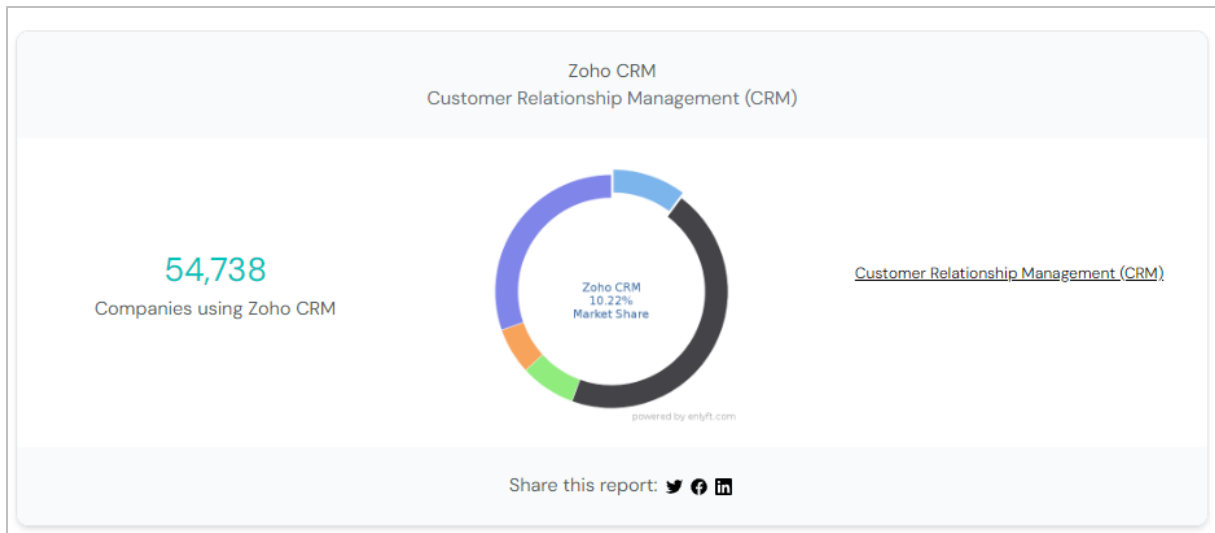 Zoho CRM
Customer Relationship Management (CRM)
54,738
Companies using Zoho CRM
Zoho CRM
10.22%
Market Share
powered by enlyft.com
Customer Relationship Management (CRM)
Share this report: